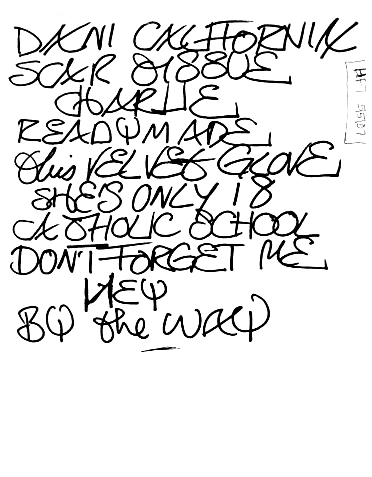 DANI CALIFORNIA
SCAR TISSUE
CHARLIE
READYMADE
this VELVET GLOVE
SHE'S ONLY 18
CATHOLIC SCHOOL
DON'T FORGET ME
HEY
BY the WAY